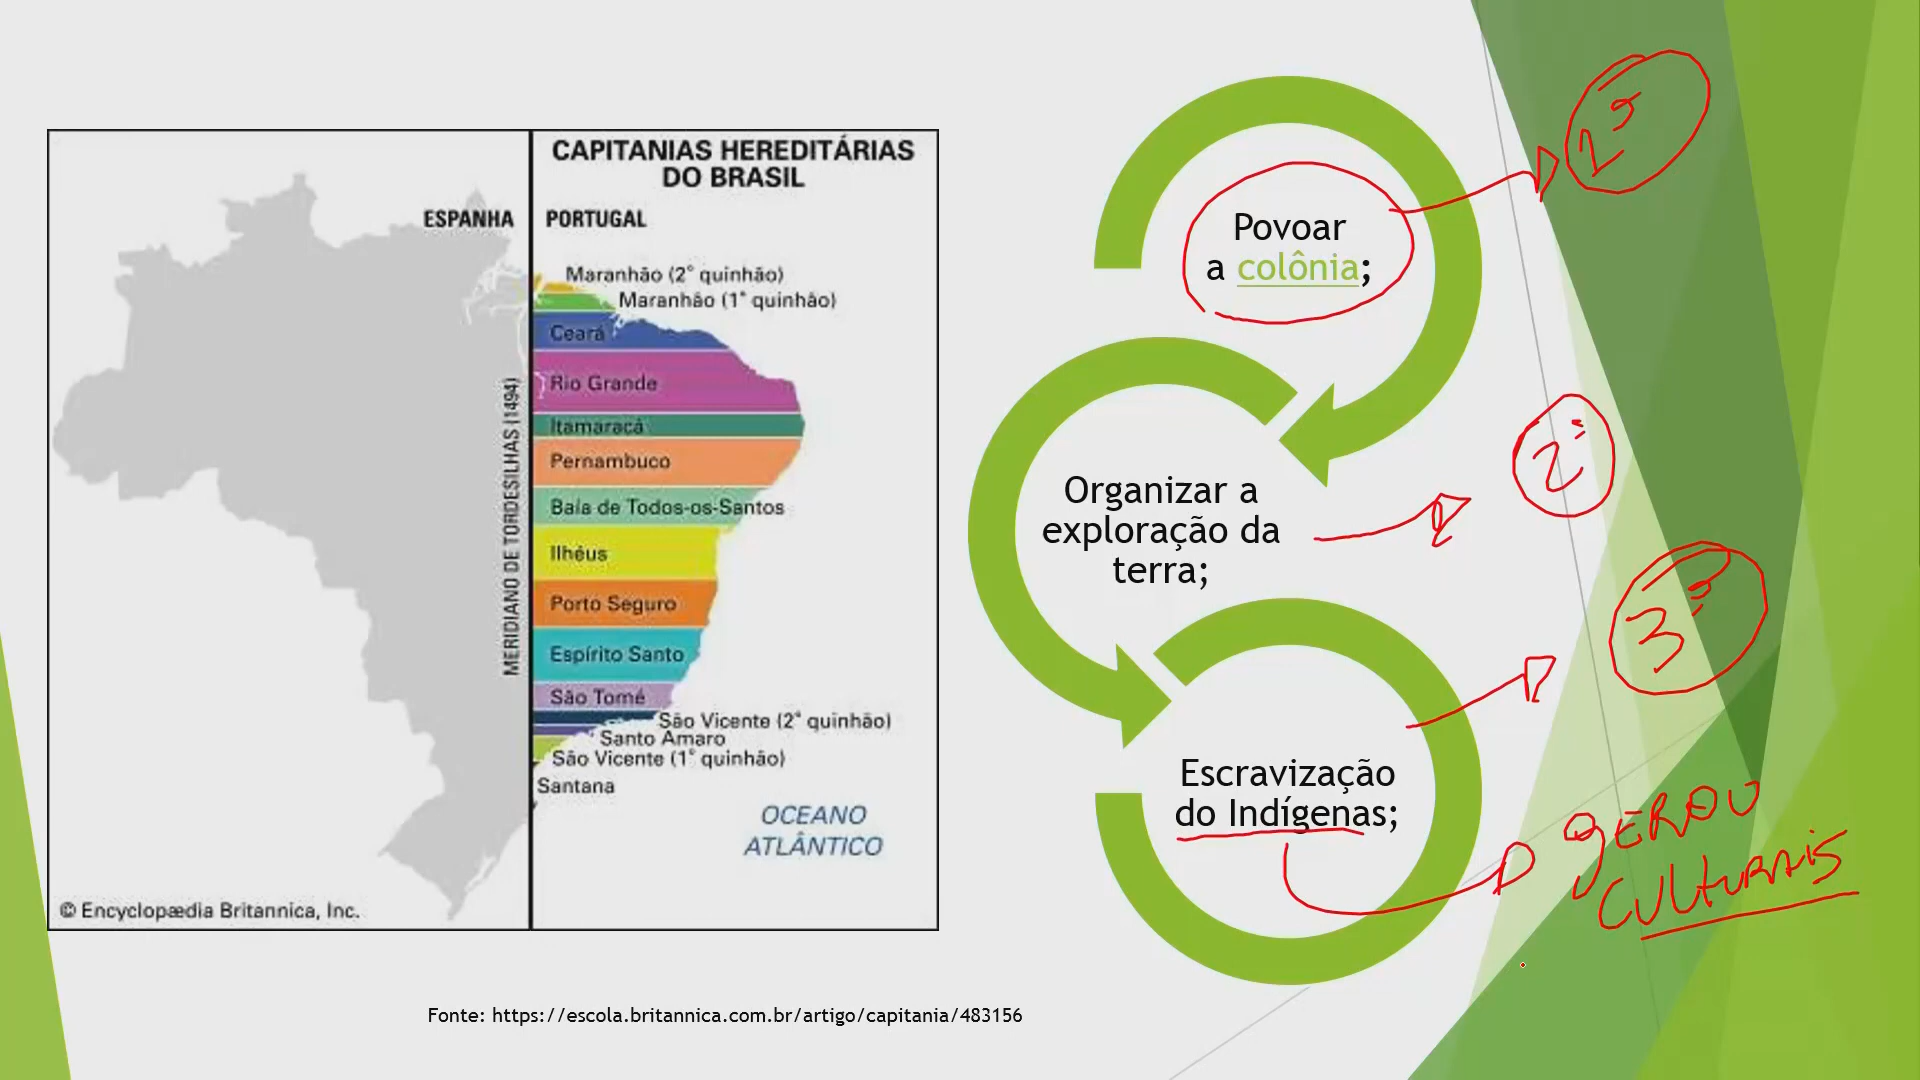 CAPITANIAS HEREDITÁRIAS
DO BRASIL
ESPANHA
PORTUGAL
Maranhão (2° quinhão)
Maranhão (1° quinhão)
Ceará
Rio Grande
Itamaracá
Pernambuco
Baía de Todos-os-Santos
Ilhéus
Porto Seguro
Espírito Santo
São Tomé
São Vicente (2° quinhão)
Santo Amaro
São Vicente (1° quinhão)
Santana
MERIDIANO DE TORDESILHAS (1494)
OCEANO
ATLÂNTICO
© Encyclopædia Britannica, Inc.
Fonte: https://escola.britannica.com.br/artigo/capitania/483156
Povoar
a colônia;
1º
Organizar a
exploração da
terra;
2º
Escravização
do Indígenas;
3º
gEROU
CULTURAIS